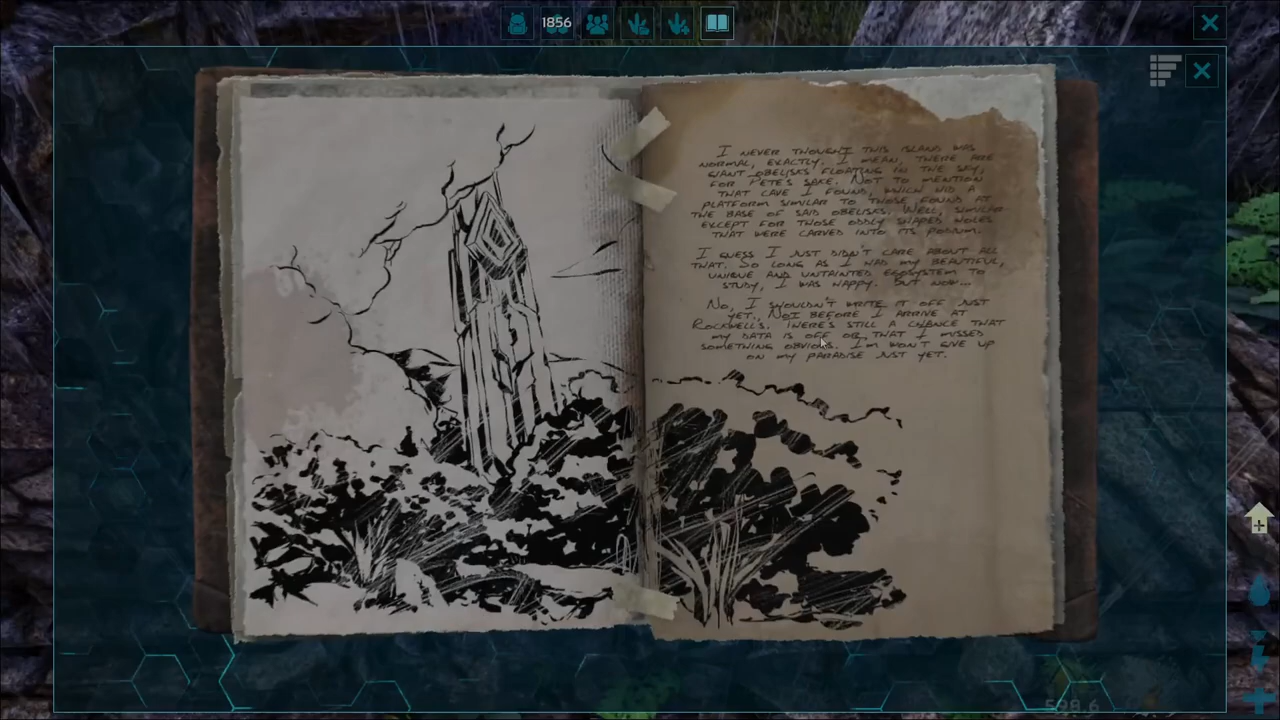 1856
I NEVER THOUGHT THIS ISLAND WAS
NORMAL, EXACTLY. I MEAN, THERE ARE
GIANT OBELISKS FLOATING IN THE SKY,
FOR PETE'S SAKE. NOT TO MENTION
THAT CAVE I FOUND, WHICH HID A
PLATFORM SIMILAR TO THOSE FOUND AT
THE BASE OF SAID OBELISKS. WELL, SIMILAR
EXCEPT FOR THOSE ODDLY SHAPED HOLES
THAT WERE CARVED INTO ITS PODIUM.
I GUESS I JUST DIDN'T CARE ABOUT ALL
THAT. SO LONG AS I HAD MY BEAUTIFUL,
UNIQUE AND UNTAINTED ECOSYSTEM TO
STUDY, I WAS HAPPY. BUT NOW...
NO, I SHOULDN'T WRITE IT OFF JUST
YET. NOT BEFORE I ARRIVE AT
ROCKWELL'S. THERE'S STILL A CHANCE THAT
MY DATA IS OFF OR THAT I MISSED
SOMETHING OBVIOUS. I'M WON'T GIVE UP
ON MY PARADISE JUST YET.
598.6